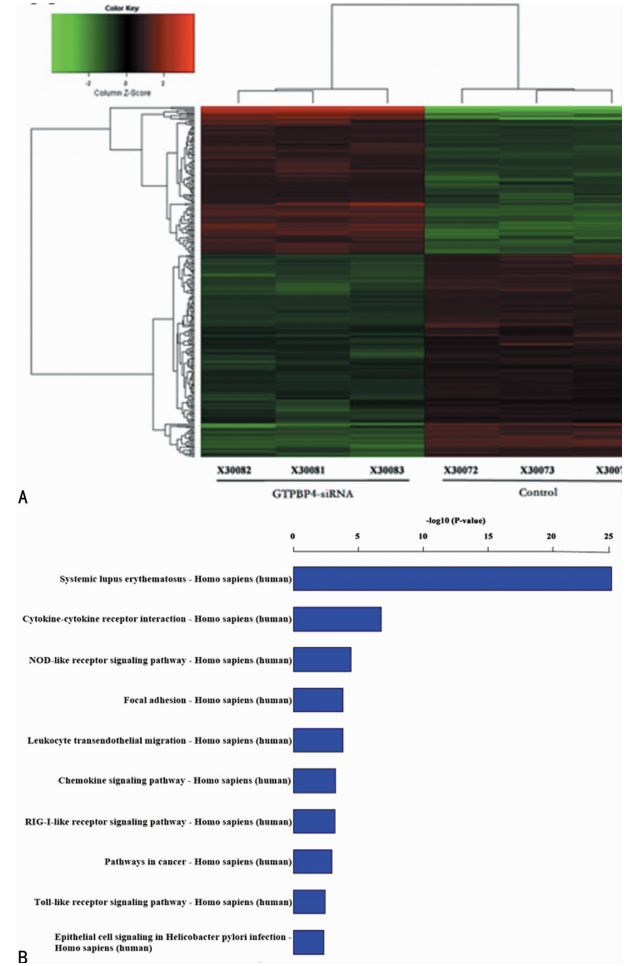 Color Key
-2 0 2
Column Z-Score
X30082 X30081 X30083 X30072 X30073
GTPBP4-siRNA Control
A
-log10 (P-value)
0 5 10 15 20 25
Systemic lupus erythematosus - Homo sapiens (human)
Cytokine-cytokine receptor interaction - Homo sapiens (human)
NOD-like receptor signaling pathway - Homo sapiens (human)
Focal adhesion - Homo sapiens (human)
Leukocyte transendothelial migration - Homo sapiens (human)
Chemokine signaling pathway - Homo sapiens (human)
RIG-I-like receptor signaling pathway - Homo sapiens (human)
Pathways in cancer - Homo sapiens (human)
Toll-like receptor signaling pathway - Homo sapiens (human)
Epithelial cell signaling in Helicobacter pylori infection -
Homo sapiens (human)
B